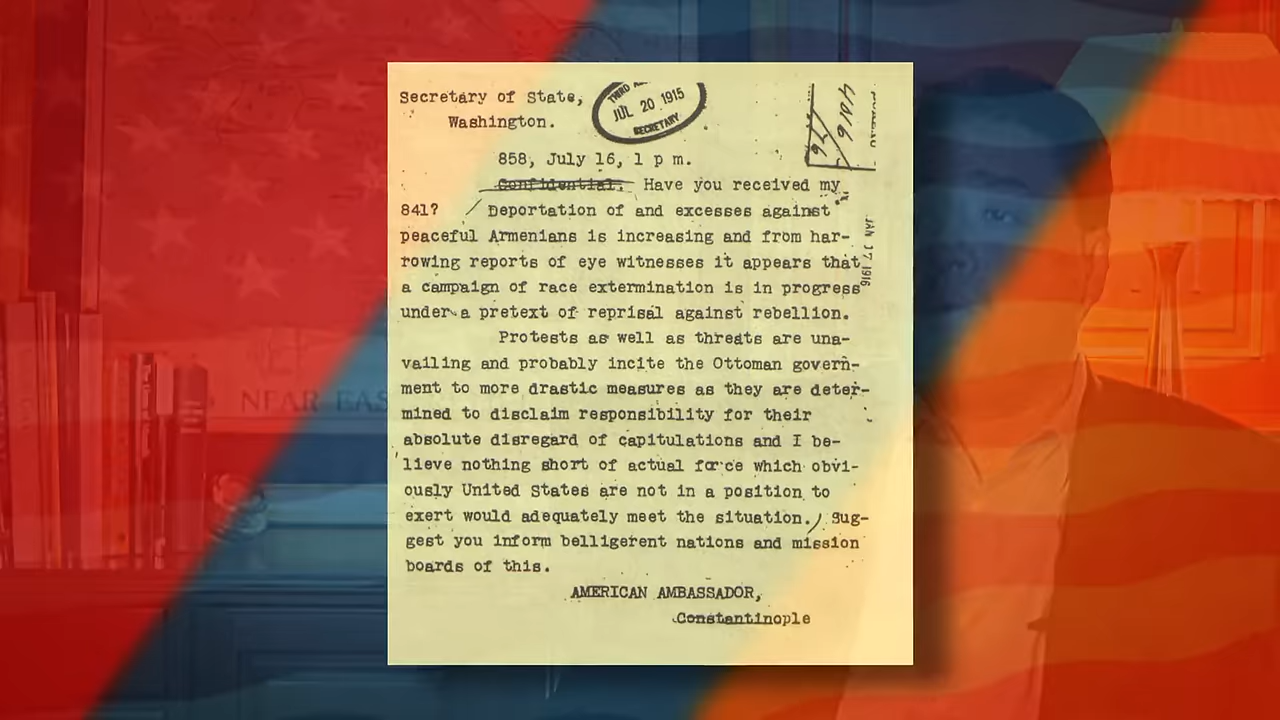 Secretary of State,
Washington.
JUL 20 1915
SECRETARY
858, July 16, 1 p m.
Confidential. Have you received my
841? Deportation of and excesses against
peaceful Armenians is increasing and from har-
rowing reports of eye witnesses it appears that
a campaign of race extermination is in progress
under a pretext of reprisal against rebellion.
Protests as well as threats are una-
vailing and probably incite the Ottoman govern-
ment to more drastic measures as they are deter-
mined to disclaim responsibility for their
absolute disregard of capitulations and I be-
lieve nothing short of actual force which obvi-
ously United States are not in a position to
exert would adequately meet the situation. Sug-
gest you inform belligerent nations and mission
boards of this.
AMERICAN AMBASSADOR,
Constantinople
JAN 17 1916
NEAR EAS